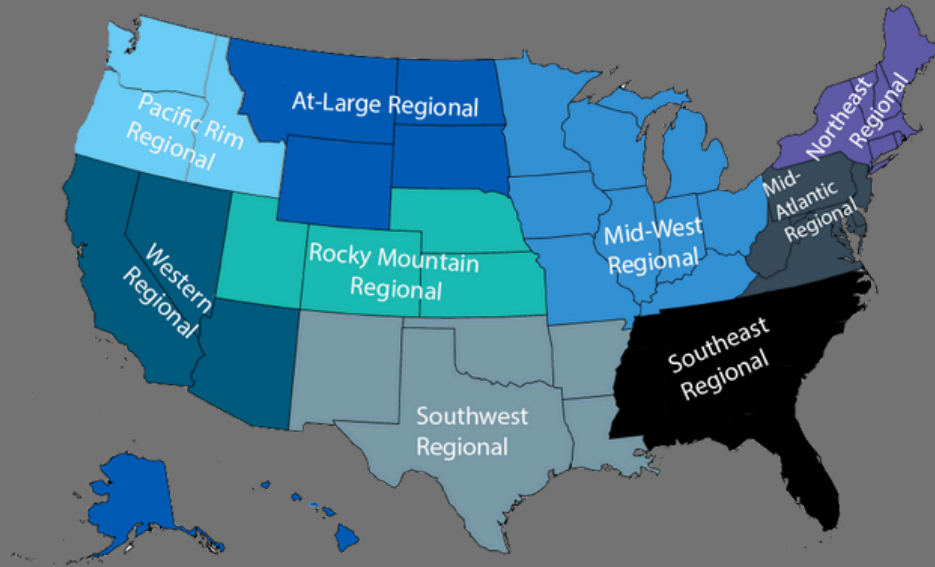 At-Large Regional
Pacific Rim
Regional
Northeast
Regional
Mid-
Atlantic
Regional
Mid-West
Regional
Rocky Mountain
Regional
Western
Regional
Southeast
Regional
Southwest
Regional